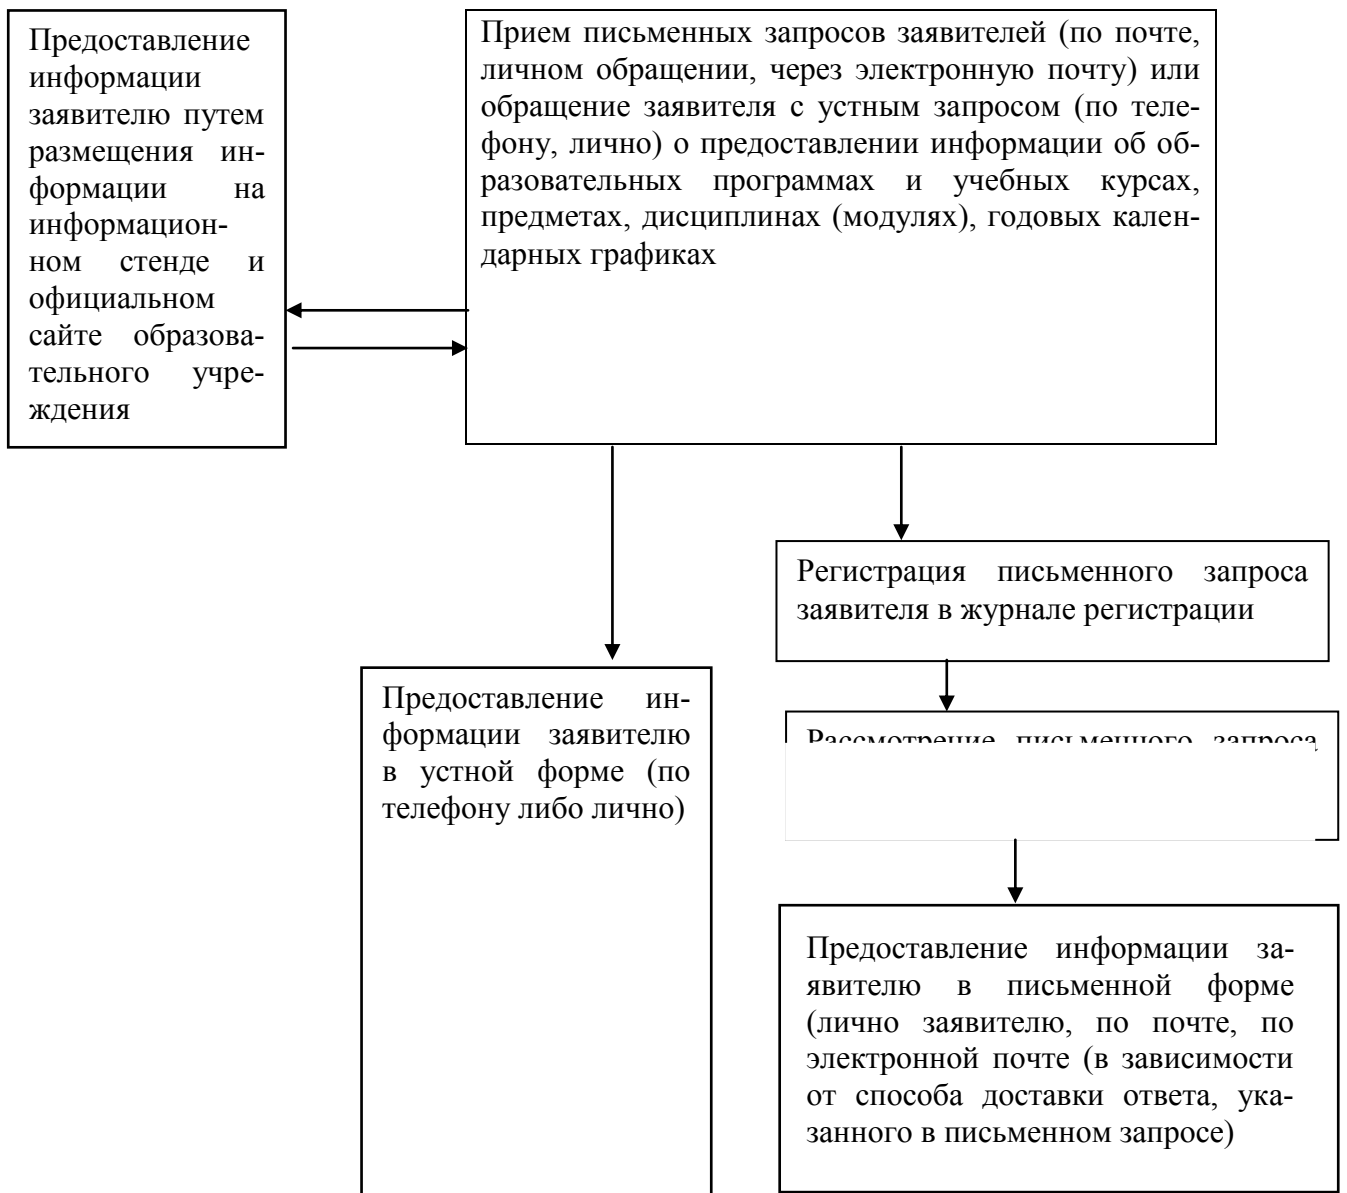 Предоставление
информации
заявителю путем
размещения ин-
формации на
информацион-
ном стенде и
официальном
сайте образова-
тельного учре-
ждения
Прием письменных запросов заявителей (по почте,
личном обращении, через электронную почту) или
обращение заявителя с устным запросом (по теле-
фону, лично) о предоставлении информации об об-
разовательных программах и учебных курсах,
предметах, дисциплинах (модулях), годовых кален-
дарных графиках
Регистрация письменного запроса
заявителя в журнале регистрации
Предоставление ин-
формации заявителю
в устной форме (по
телефону либо лично)
Рассмотрение письменного запроса
Предоставление информации за-
явителю в письменной форме
(лично заявителю, по почте, по
электронной почте (в зависимости
от способа доставки ответа, ука-
занного в письменном запросе)